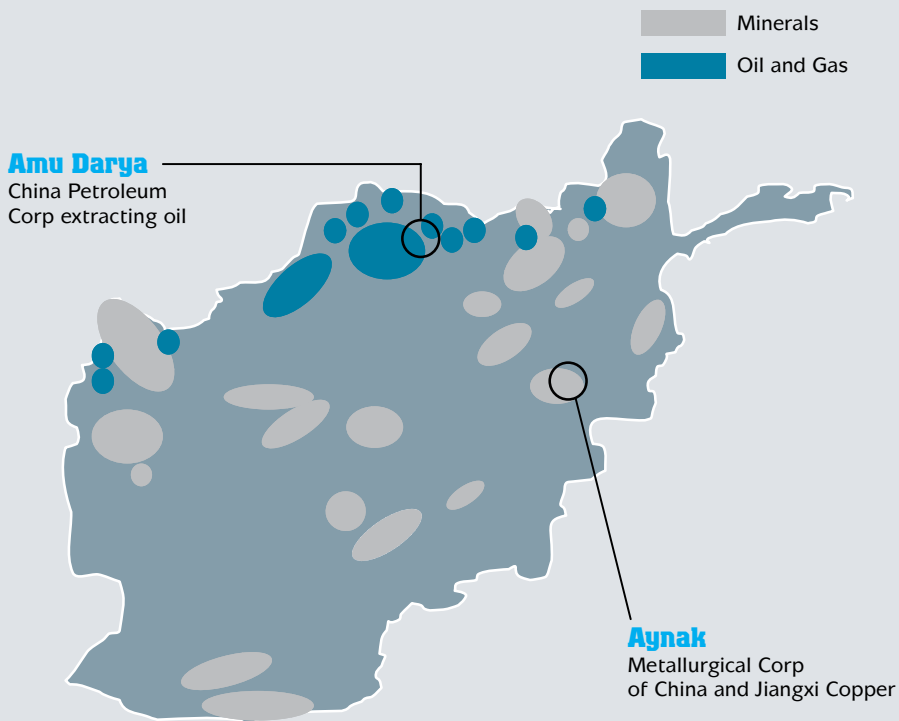 Minerals
Oil and Gas
Amu Darya
China Petroleum
Corp extracting oil
Aynak
Metallurgical Corp
of China and Jiangxi Copper